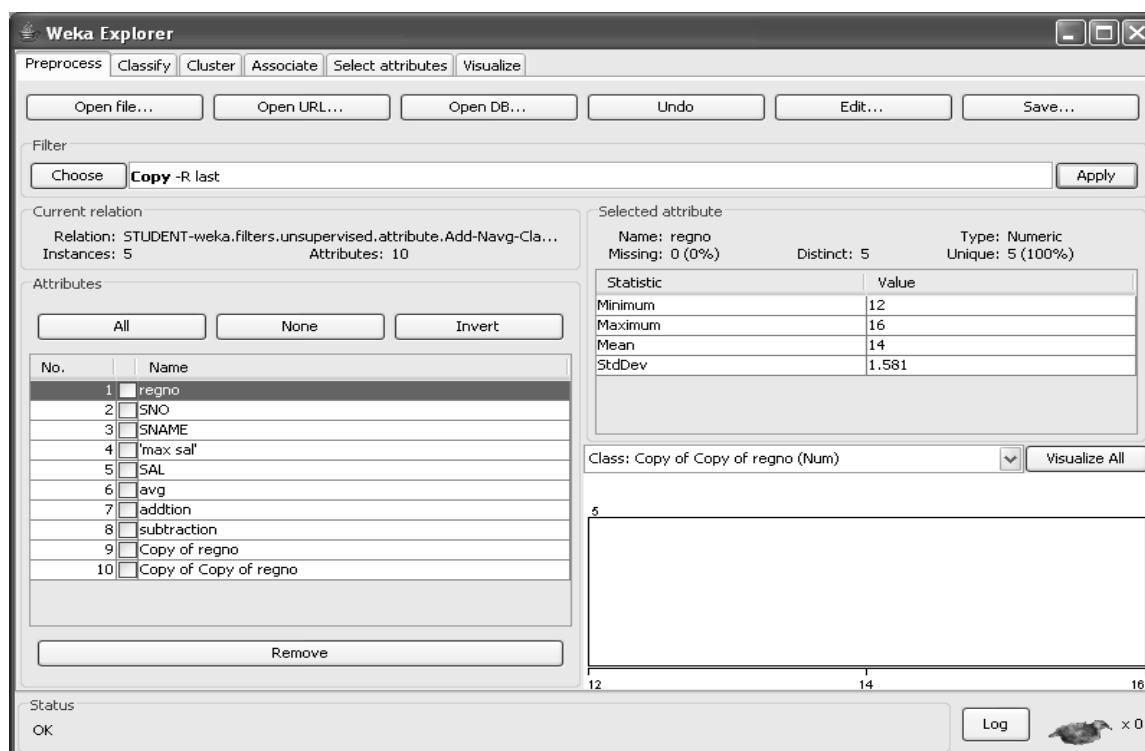 Weka Explorer
Preprocess Classify Cluster Associate Select attributes Visualize
Open file... Open URL... Open DB... Undo Edit... Save...
Filter
Choose Copy -R last Apply
Current relation
Relation: STUDENT-weka.filters.unsupervised.attribute.Add-Navg-Cla...
Instances: 5 Attributes: 10
Attributes
All None Invert
No. Name
1 regno
2 SNO
3 SNAME
4 'max sal'
5 SAL
6 avg
7 addtion
8 subtraction
9 Copy of regno
10 Copy of Copy of regno
Remove
Selected attribute
Name: regno Type: Numeric
Missing: 0 (0%) Distinct: 5 Unique: 5 (100%)
Statistic Value
Minimum 12
Maximum 16
Mean 14
StdDev 1.581
Class: Copy of Copy of regno (Num) Visualize All
5
12 14 16
Status
OK
Log x 0